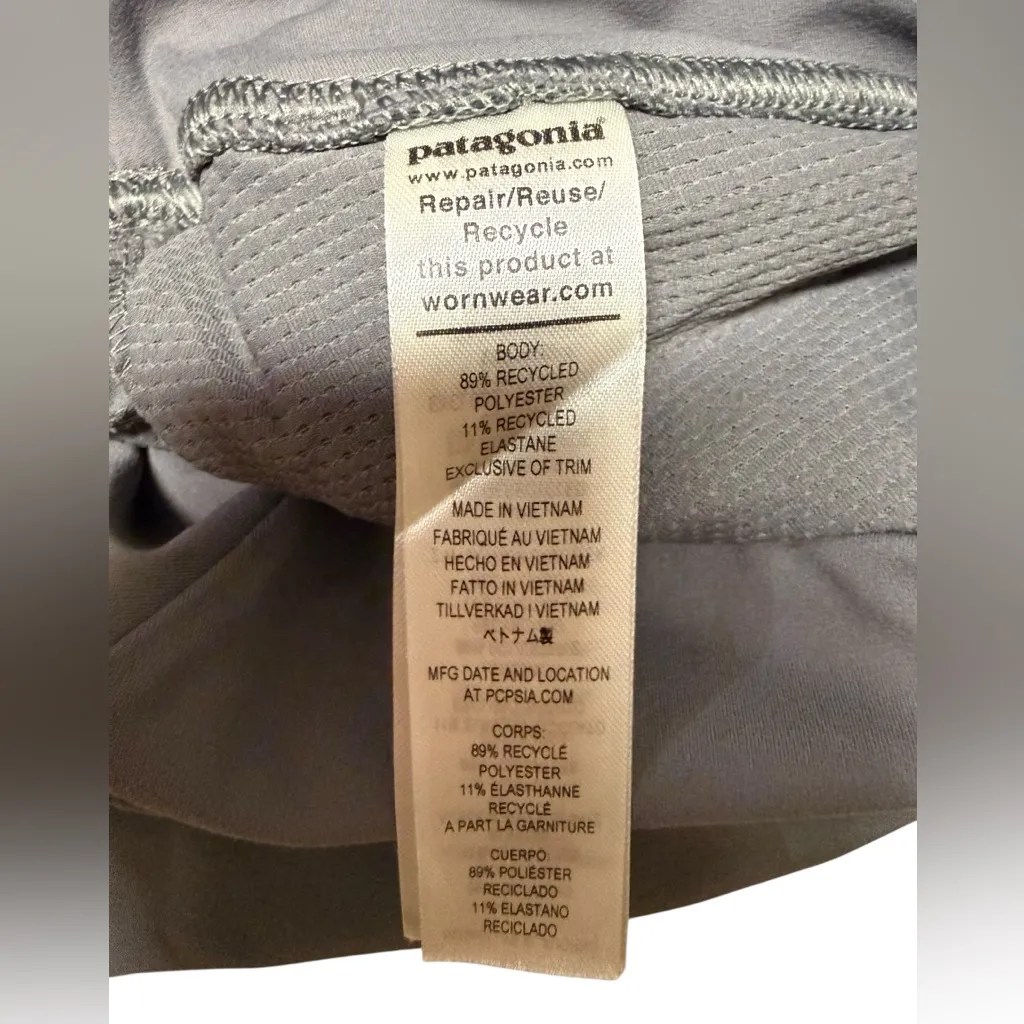 patagonia®
www.patagonia.com
Repair/Reuse/
Recycle
this product at
wornwear.com
BODY:
89% RECYCLED
POLYESTER
11% RECYCLED
ELASTANE
EXCLUSIVE OF TRIM
MADE IN VIETNAM
FABRIQUÉ AU VIETNAM
HECHO EN VIETNAM
FATTO IN VIETNAM
TILLVERKAD I VIETNAM
ベトナム製
MFG DATE AND LOCATION
AT PCPSIA.COM
CORPS:
89% RECYCLÉ
POLYESTER
11% ÉLASTHANNE
RECYCLÉ
A PART LA GARNITURE
CUERPO:
89% POLIÉSTER
RECICLADO
11% ELASTANO
RECICLADO